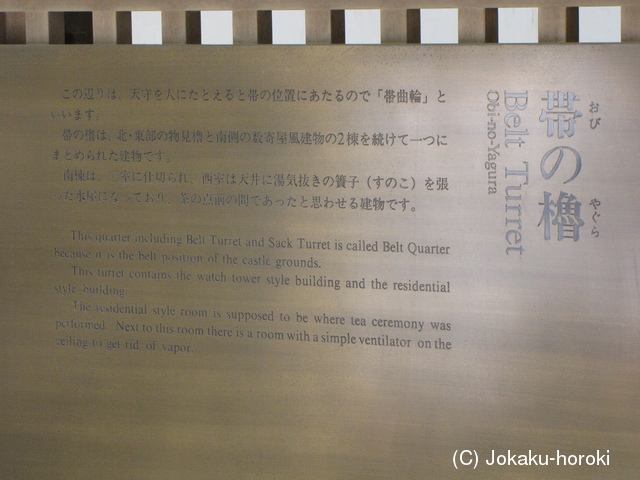 帯の櫓
おび
やぐら
Belt Turret
Obi-no-Yagura
この辺りは、天守を人にたとえると帯の位置にあたるので「帯曲輪」と
いいます。
帯の櫓は、北・東部の物見櫓と南側の数寄屋風建物の2棟を続けて一つに
まとめられた建物です。
南棟は、二室に仕切られ、西室は天井に湯気抜きの簀子(すのこ)を張
った水屋になっており、茶の点前の間であったと思わせる建物です。
This quarter including Belt Turret and Sack Turret is called Belt Quarter
because it is the belt position of the castle grounds.
This turret contains the watch tower style building and the residential
style building.
The residential style room is supposed to be where tea ceremony was
performed. Next to this room there is a room with a simple ventilator on the
ceiling to get rid of vapor.
(C) Jokaku-horoki